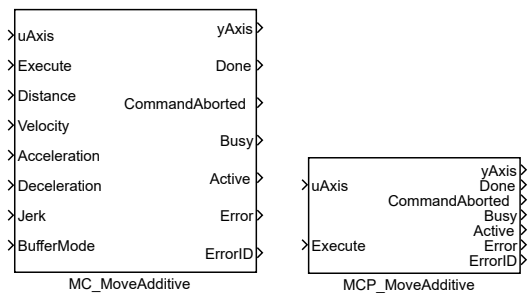 uAxis
Execute
Distance
Velocity
Acceleration
Deceleration
Jerk
BufferMode
yAxis
Done
CommandAborted
Busy
Active
Error
ErrorID
MC_MoveAdditive
uAxis
Execute
yAxis
Done
CommandAborted
Busy
Active
Error
ErrorID
MCP_MoveAdditive